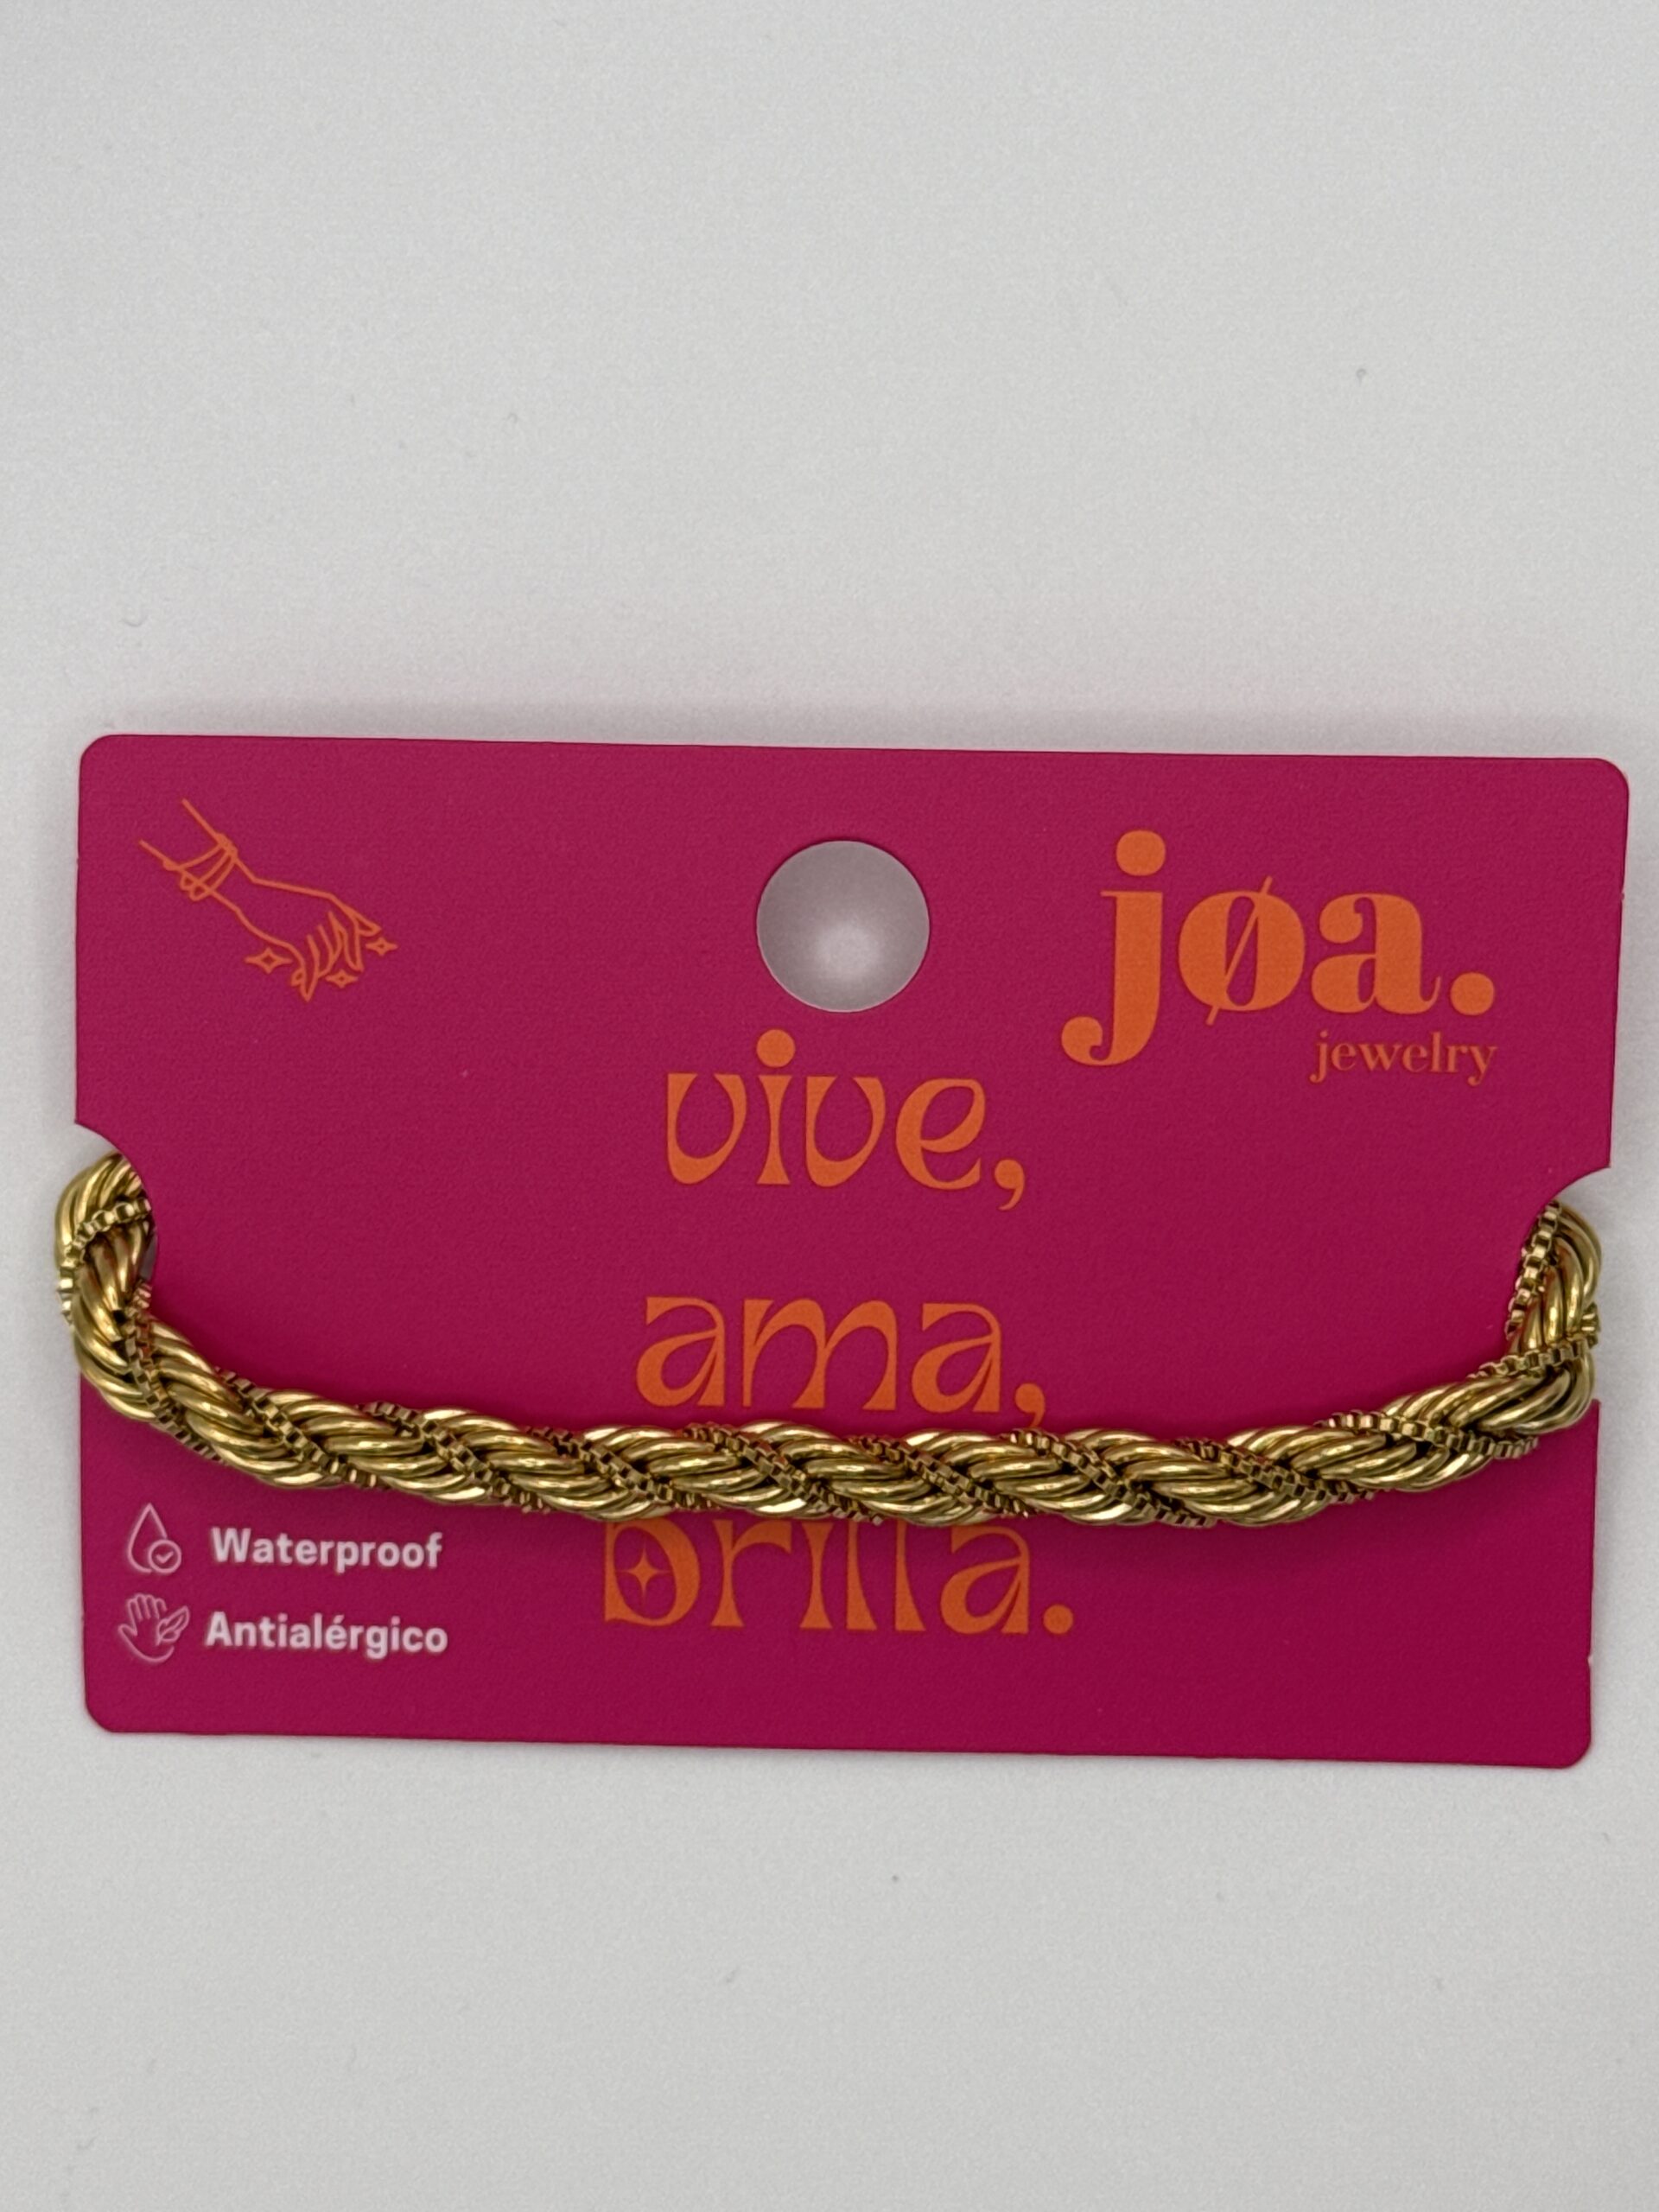 jøa.
jewelry
vive,
ama,
brilla.
Waterproof
Antialérgico